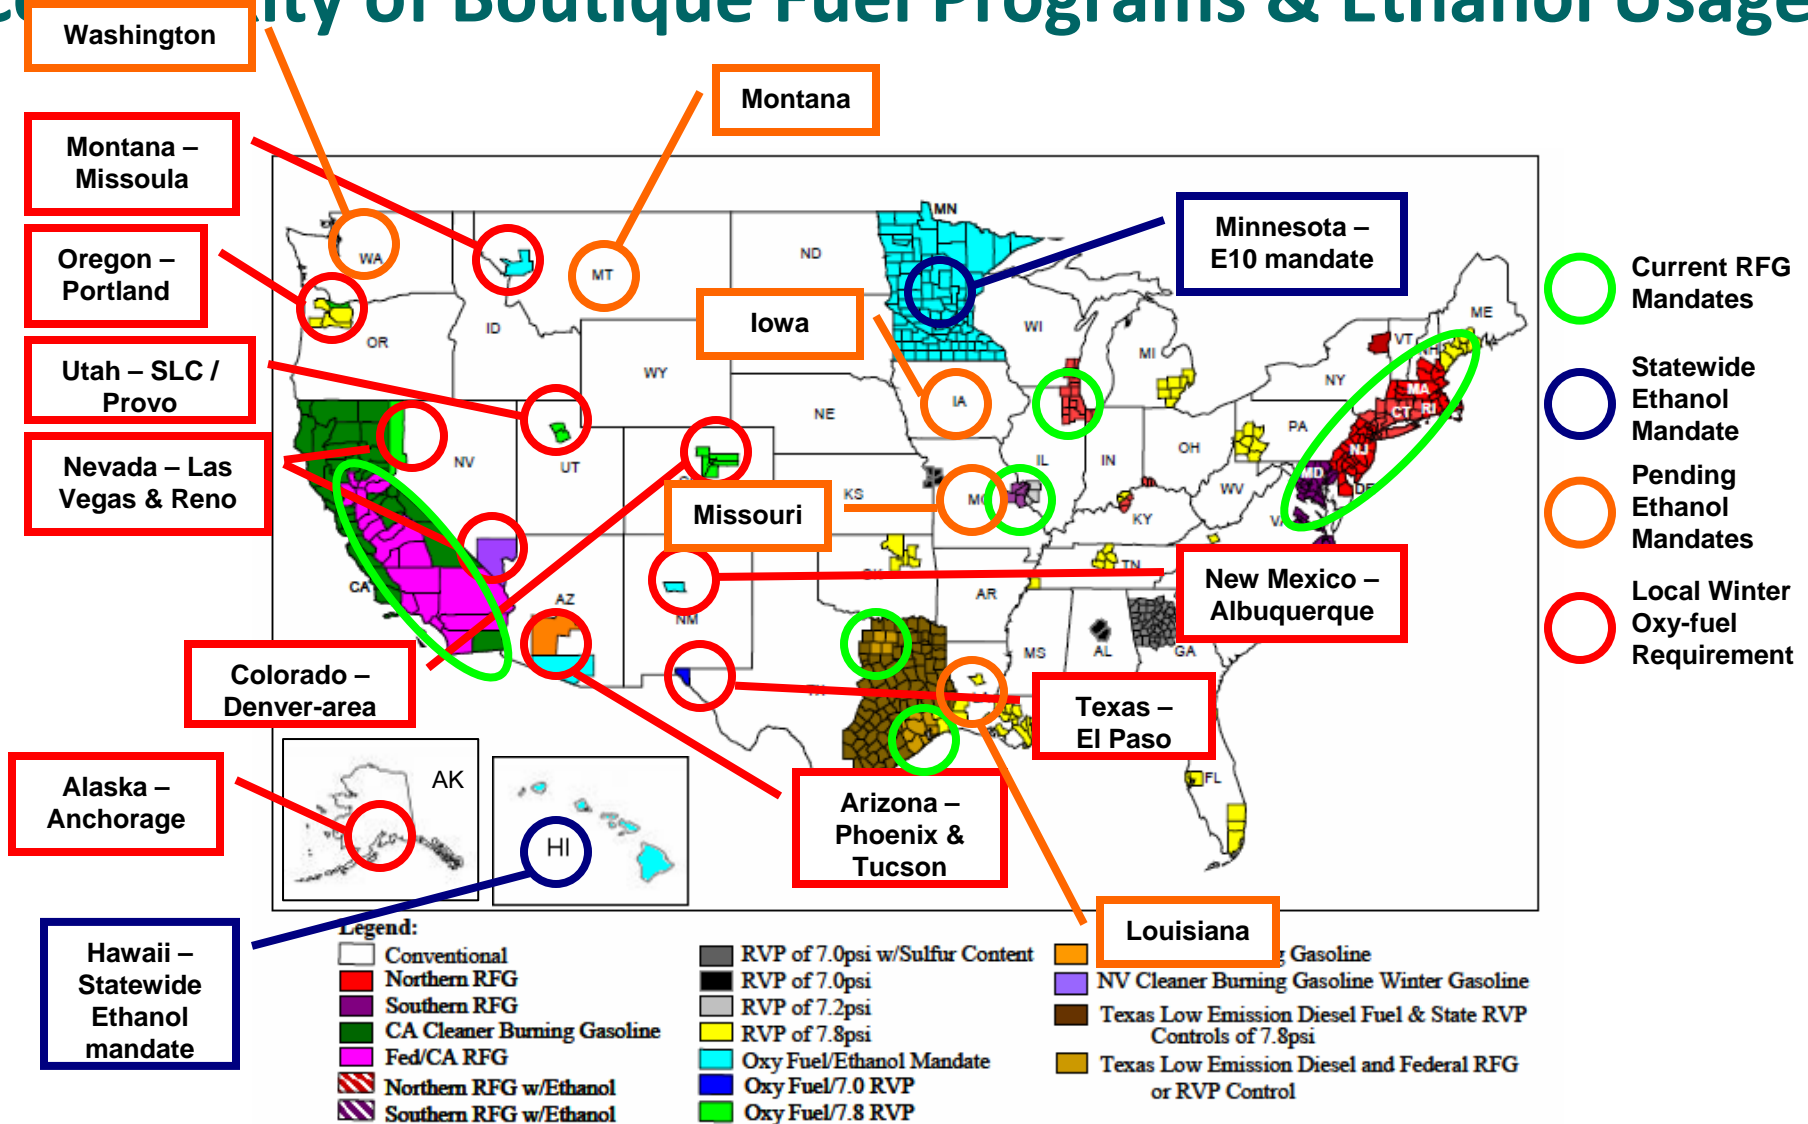 ity of Boutique Fuel Programs & Ethanol Usage
Washington
Montana
Montana –
Missoula
Oregon –
Portland
Utah – SLC /
Provo
Nevada – Las
Vegas & Reno
Iowa
Missouri
Minnesota –
E10 mandate
New Mexico –
Albuquerque
Texas –
El Paso
Arizona –
Phoenix &
Tucson
Colorado –
Denver-area
Alaska –
Anchorage
Hawaii –
Statewide
Ethanol
mandate
Louisiana
Current RFG
Mandates
Statewide
Ethanol
Mandate
Pending
Ethanol
Mandates
Local Winter
Oxy-fuel
Requirement
WA
MT
ND
MN
OR
ID
WY
WI
MI
NY
VT
NH
ME
MA
CT
RI
NJ
PA
MD
DE
NV
UT
NE
IA
IL
IN
OH
WV
KS
KY
CA
AZ
NM
AR
TN
MS
AL
GA
FL
AK
HI
Legend:
Conventional
Northern RFG
Southern RFG
CA Cleaner Burning Gasoline
Fed/CA RFG
Northern RFG w/Ethanol
Southern RFG w/Ethanol
RVP of 7.0psi w/Sulfur Content
RVP of 7.0psi
RVP of 7.2psi
RVP of 7.8psi
Oxy Fuel/Ethanol Mandate
Oxy Fuel/7.0 RVP
Oxy Fuel/7.8 RVP
Gasoline
NV Cleaner Burning Gasoline Winter Gasoline
Texas Low Emission Diesel Fuel & State RVP
Controls of 7.8psi
Texas Low Emission Diesel and Federal RFG
or RVP Control